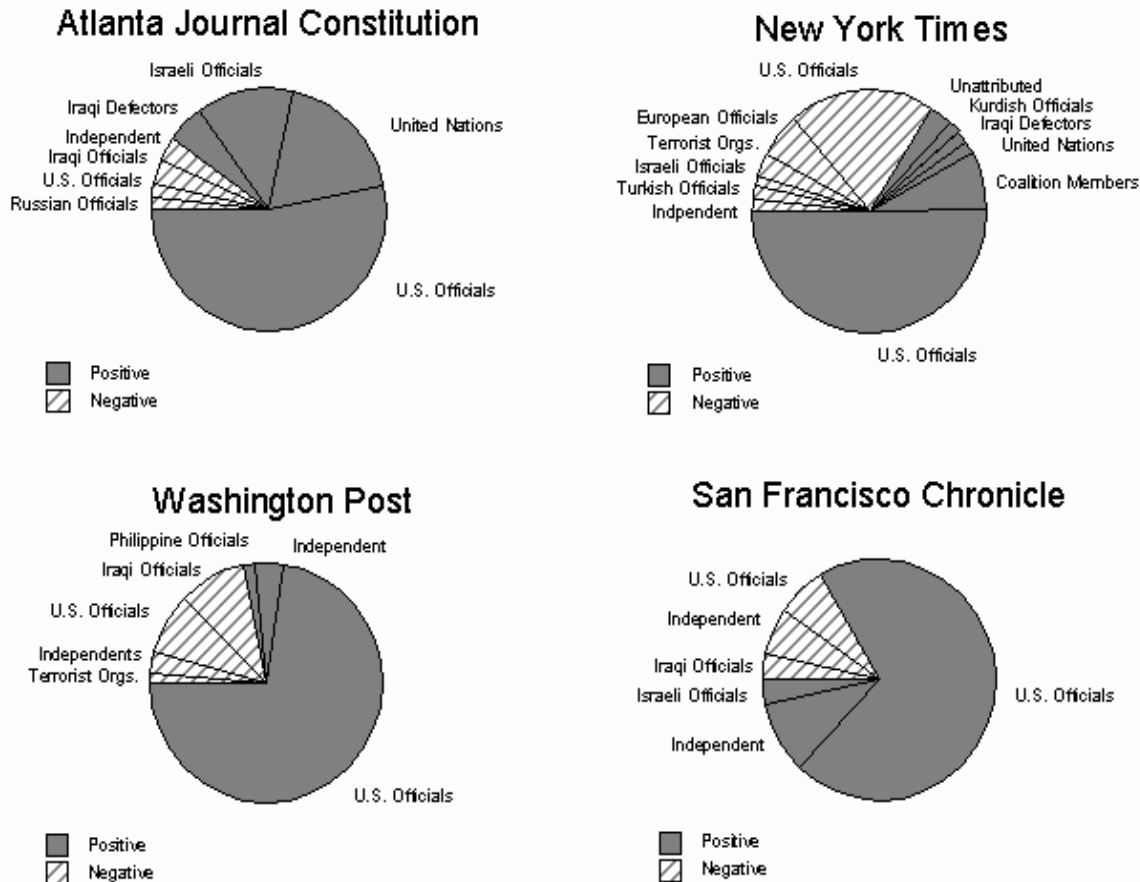 Atlanta Journal Constitution
Israeli Officials
Iraqi Defectors
United Nations
Independent
Iraqi Officials
U.S. Officials
Russian Officials
U.S. Officials
Positive
Negative
New York Times
U.S. Officials
Unattributed
Kurdish Officials
European Officials
Iraqi Defectors
Terrorist Orgs.
United Nations
Israeli Officials
Coalition Members
Turkish Officials
Indpendent
U.S. Officials
Positive
Negative
Washington Post
Philippine Officials
Independent
Iraqi Officials
U.S. Officials
Independents
Terrorist Orgs.
U.S. Officials
Positive
Negative
San Francisco Chronicle
U.S. Officials
Independent
Iraqi Officials
Israeli Officials
U.S. Officials
Independent
Positive
Negative